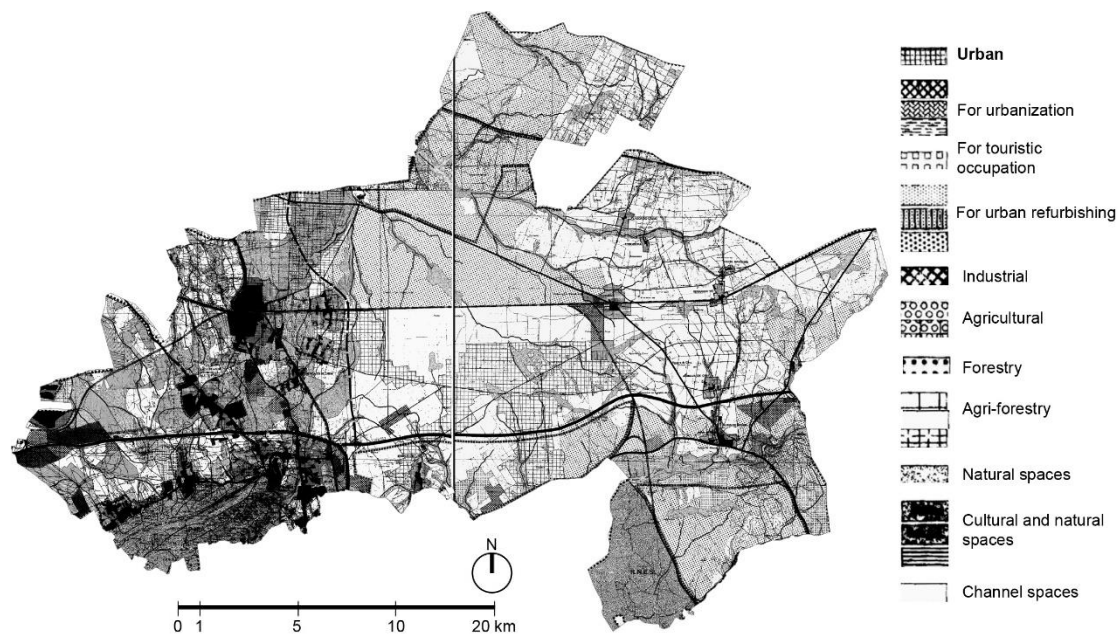 Urban
For urbanization
For touristic
occupation
For urban refurbishing
Industrial
Agricultural
Forestry
Agri-forestry
Natural spaces
Cultural and natural
spaces
Channel spaces
N
0 1 5 10 20 km